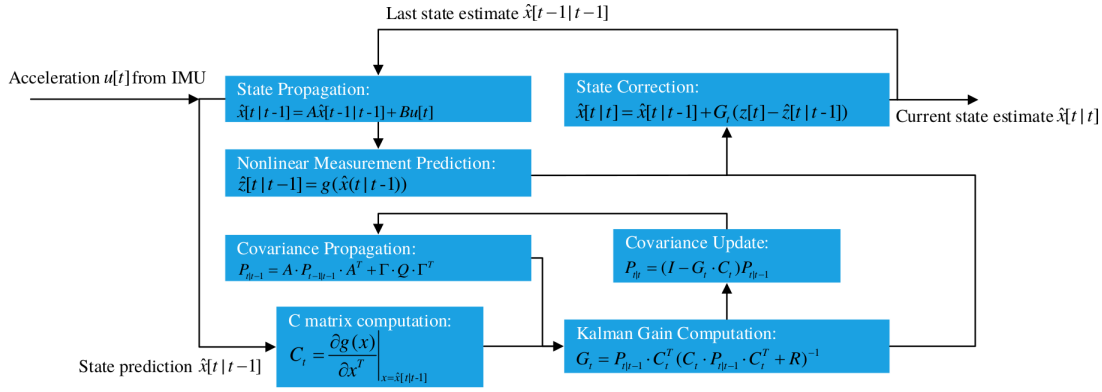 Last state estimate x̂[t−1|t−1]
Acceleration u[t] from IMU
State Propagation:
x̂[t|t-1] = Ax̂[t-1|t-1] + Bu[t]
State Correction:
x̂[t|t] = x̂[t|t-1] + G_t(z[t] − ẑ[t|t-1])
Current state estimate x̂[t|t]
Nonlinear Measurement Prediction:
ẑ[t|t−1] = g(x̂(t|t-1))
Covariance Propagation:
P_{t|t−1} = A · P_{t−1|t−1} · A^T + Γ · Q · Γ^T
Covariance Update:
P_{t|t} = (I − G_t · C_t)P_{t|t−1}
C matrix computation:
C_t = ∂g(x)/∂x^T |_{x=x̂[t|t-1]}
Kalman Gain Computation:
G_t = P_{t|t−1} · C_t^T (C_t · P_{t|t−1} · C_t^T + R)^{−1}
State prediction x̂[t|t−1]